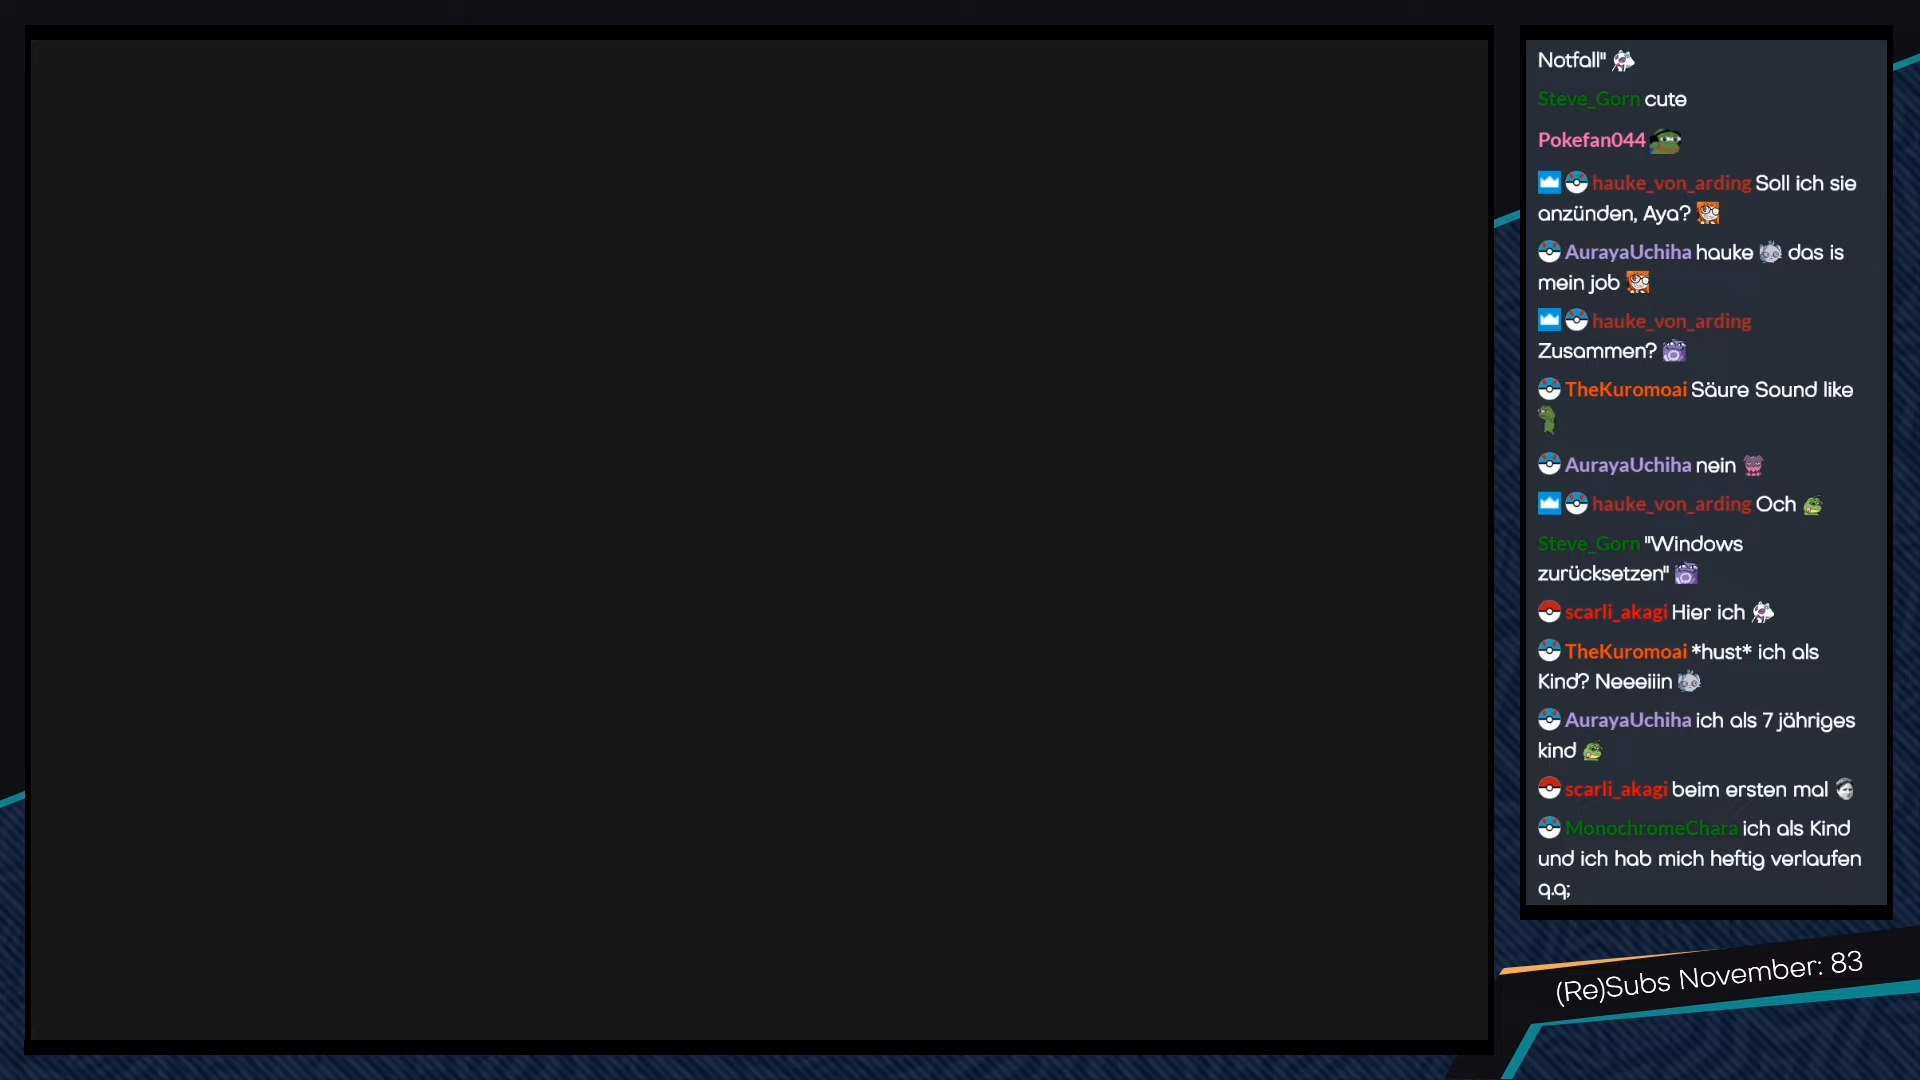 Notfall"
Steve_Gorn cute
Pokefan044
hauke_von_arding Soll ich sie
anzünden, Aya?
AurayaUchiha hauke das is
mein job
hauke_von_arding
Zusammen?
TheKuromoai Säure Sound like
AurayaUchiha nein
hauke_von_arding Och
Steve_Gorn "Windows
zurücksetzen"
scarli_akagi Hier ich
TheKuromoai *hust* ich als
Kind? Neeeiiin
AurayaUchiha ich als 7 jähriges
kind
scarli_akagi beim ersten mal
MonochromeChara ich als Kind
und ich hab mich heftig verlaufen
q.q;
(Re)Subs November: 83